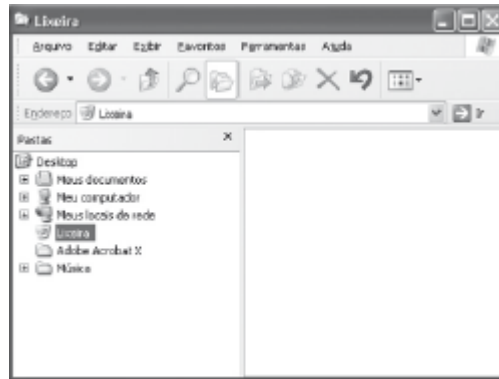 Lixeira
Arquivo Editar Exibir Favoritos Ferramentas Ajuda
Endereço Lixeira Ir
Pastas
Desktop
Meus documentos
Meu computador
Meus locais de rede
Lixeira
Adobe Acrobat X
Música